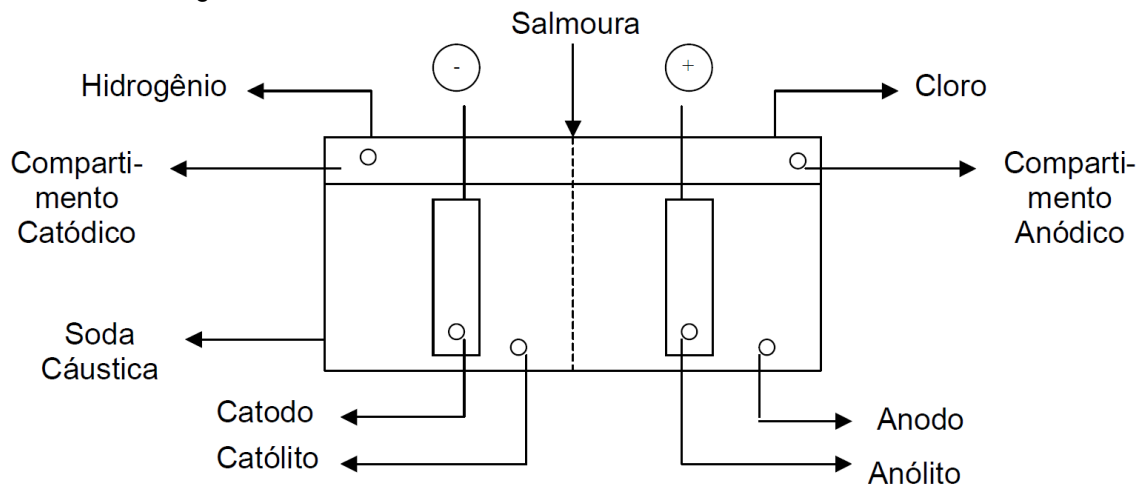 Salmoura
-
+
Hidrogênio
Cloro
Comparti-
mento
Catódico
Comparti-
mento
Anódico
Soda
Cáustica
Catodo
Católito
Anodo
Anólito